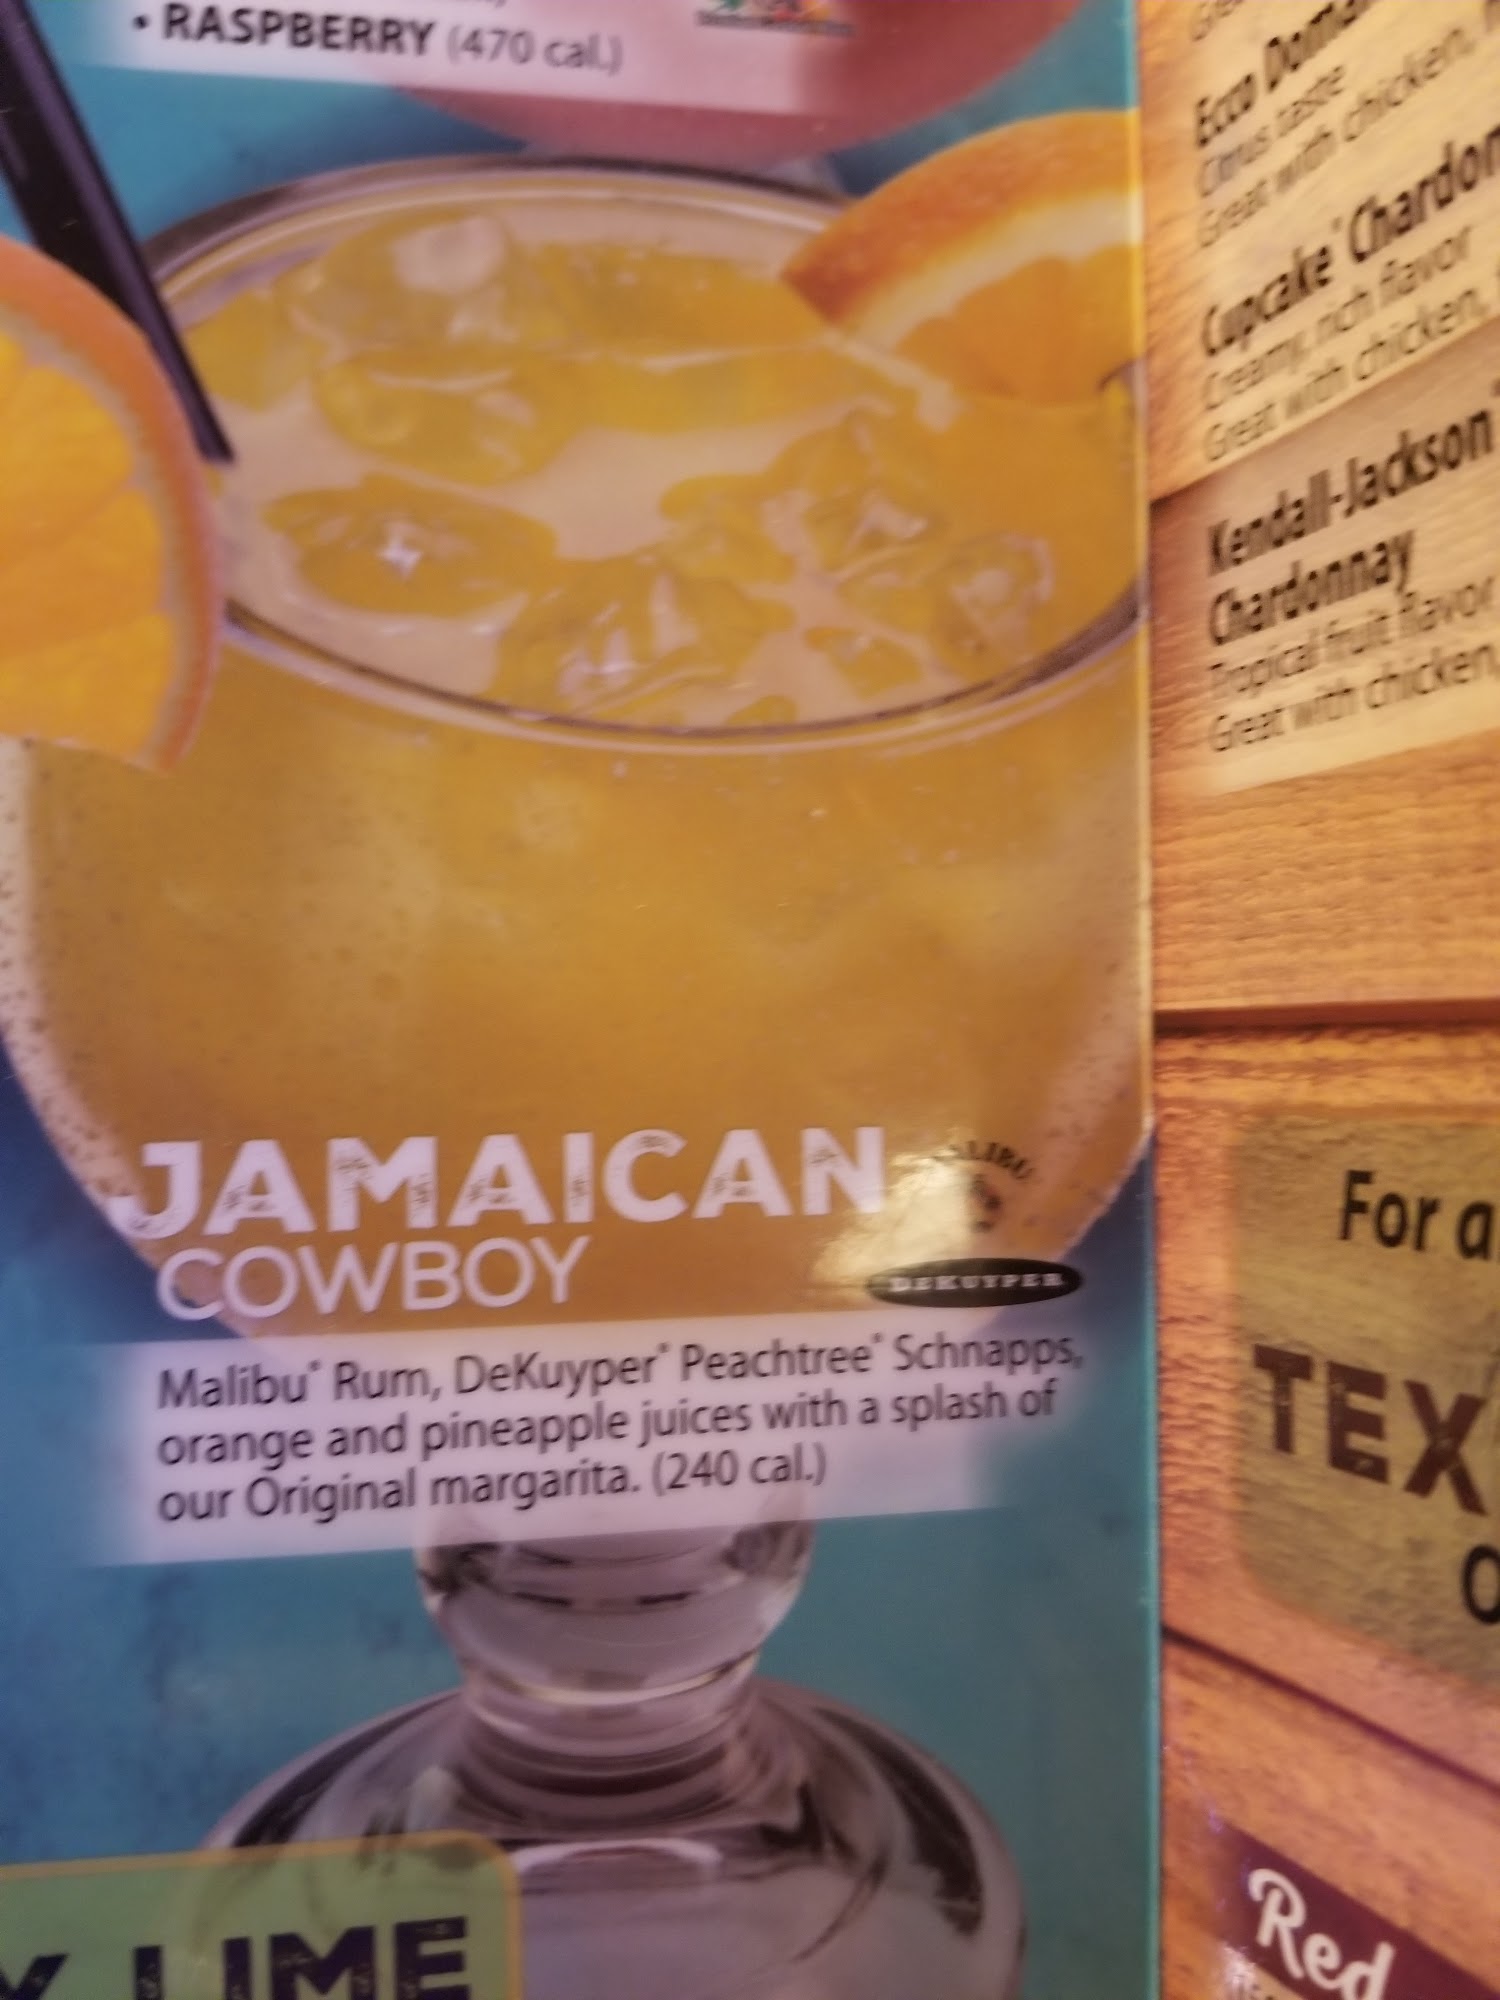 • RASPBERRY (470 cal.)
JAMAICAN
COWBOY
MALIBU
DEKUYPER
Malibu® Rum, DeKuyper® Peachtree® Schnapps,
orange and pineapple juices with a splash of
our Original margarita. (240 cal.)
LIME
Great
Ecco
Citrus taste
Great with chicken,
Cupcake®
Creamy, rich flavor
Great with chicken,
Kendall-Jackson®
Chardonnay
Tropical fruit flavor
Great with chicken,
For
TEX
Red